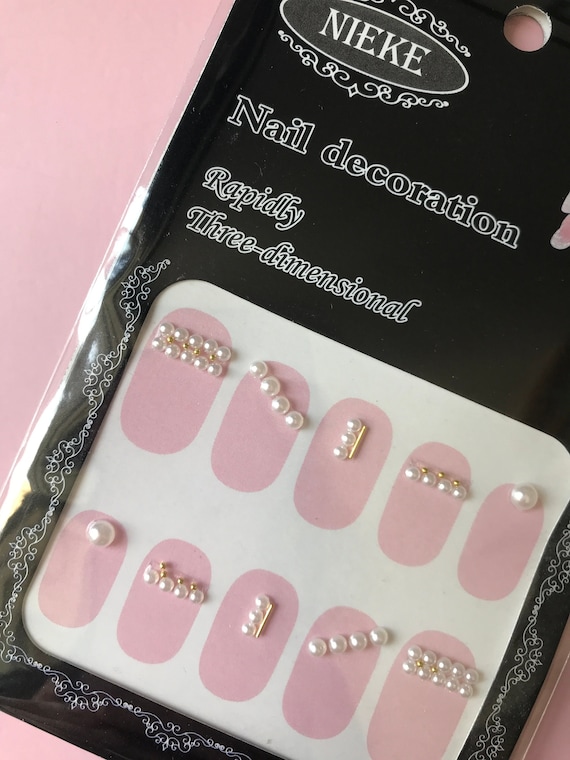 NIEKE
Nail decoration
Rapidly
Three-dimensional